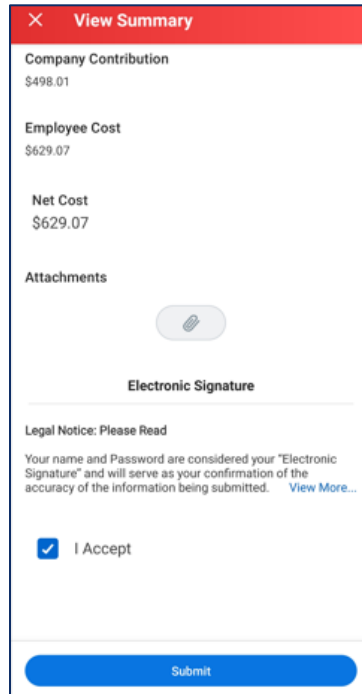 View Summary
Company Contribution
$498.01
Employee Cost
$629.07
Net Cost
$629.07
Attachments
Electronic Signature
Legal Notice: Please Read
Your name and Password are considered your "Electronic
Signature" and will serve as your confirmation of the
accuracy of the information being submitted. View More...
I Accept
Submit